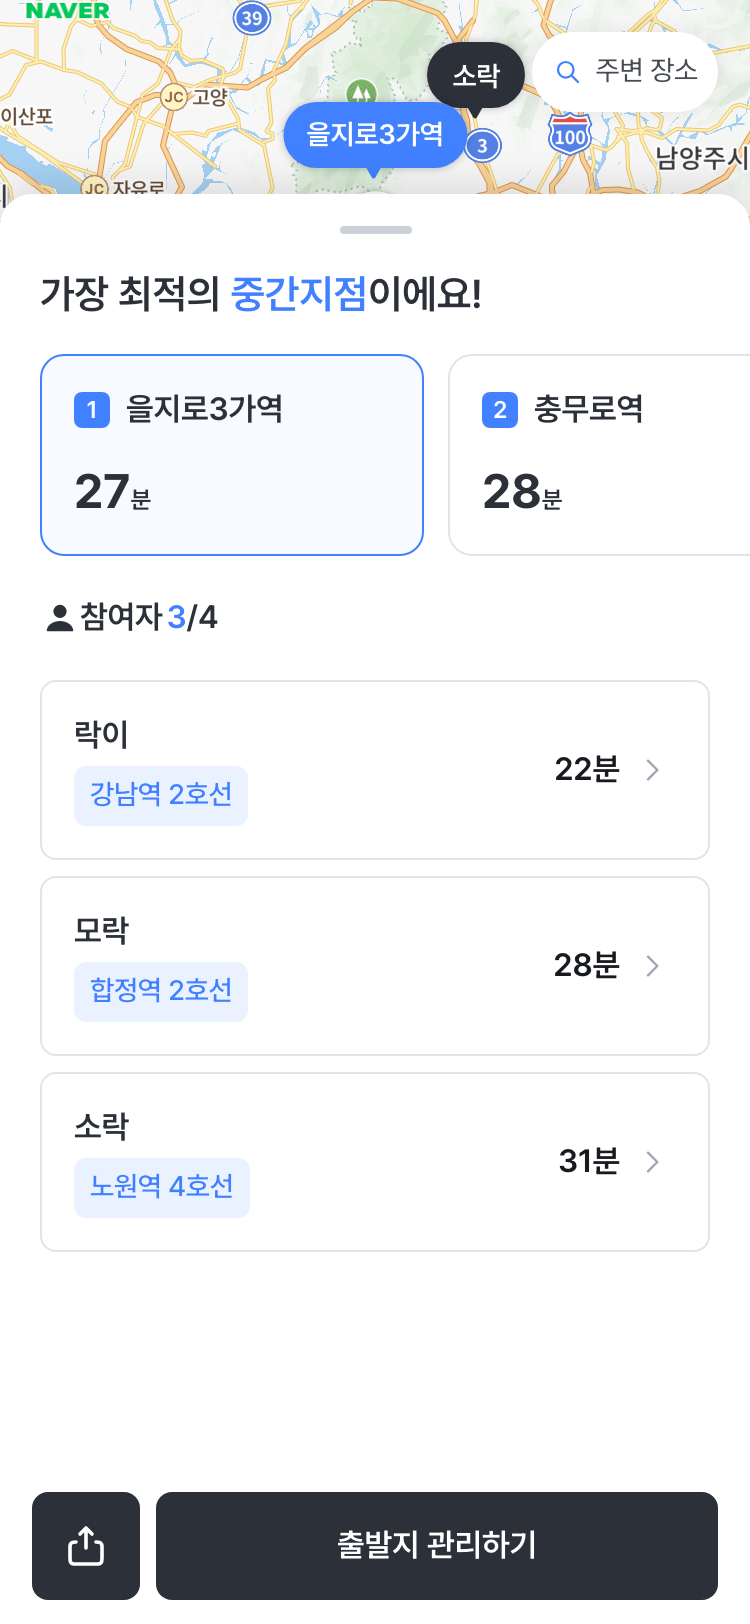 NAVER
39
소락
주변 장소
JC 고양
이산포
을지로3가역
3
100
남양주시
JC 자유로
가장 최적의 중간지점이에요!
1 을지로3가역
27분
2 충무로역
28분
참여자 3/4
락이
강남역 2호선
22분
모락
합정역 2호선
28분
소락
노원역 4호선
31분
출발지 관리하기